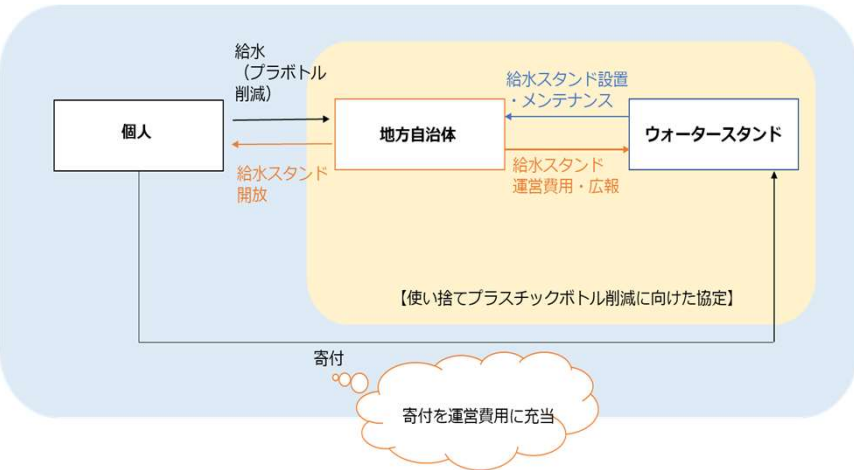 給水
（プラボトル
削減）
給水スタンド設置
・メンテナンス
個人
地方自治体
ウォータースタンド
給水スタンド
開放
給水スタンド
運営費用・広報
【使い捨てプラスチックボトル削減に向けた協定】
寄付
寄付を運営費用に充当